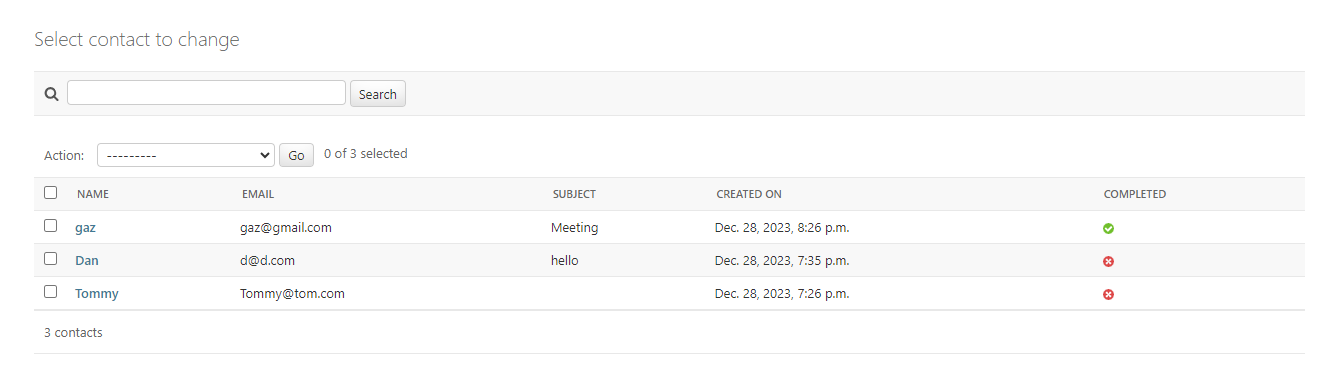 Select contact to change
Search
Action: --------- Go 0 of 3 selected
NAME EMAIL SUBJECT CREATED ON COMPLETED
gaz gaz@gmail.com Meeting Dec. 28, 2023, 8:26 p.m.
Dan d@d.com hello Dec. 28, 2023, 7:35 p.m.
Tommy Tommy@tom.com Dec. 28, 2023, 7:26 p.m.
3 contacts